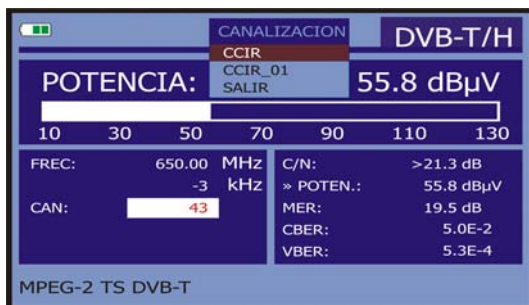 CANALIZACION
DVB-T/H
CCIR
CCIR_01
SALIR
POTENCIA:
55.8 dBµV
10 30 50 70 90 110 130
FREC: 650.00 MHz
-3 kHz
CAN: 43
C/N: >21.3 dB
» POTEN.: 55.8 dBµV
MER: 19.5 dB
CBER: 5.0E-2
VBER: 5.3E-4
MPEG-2 TS DVB-T